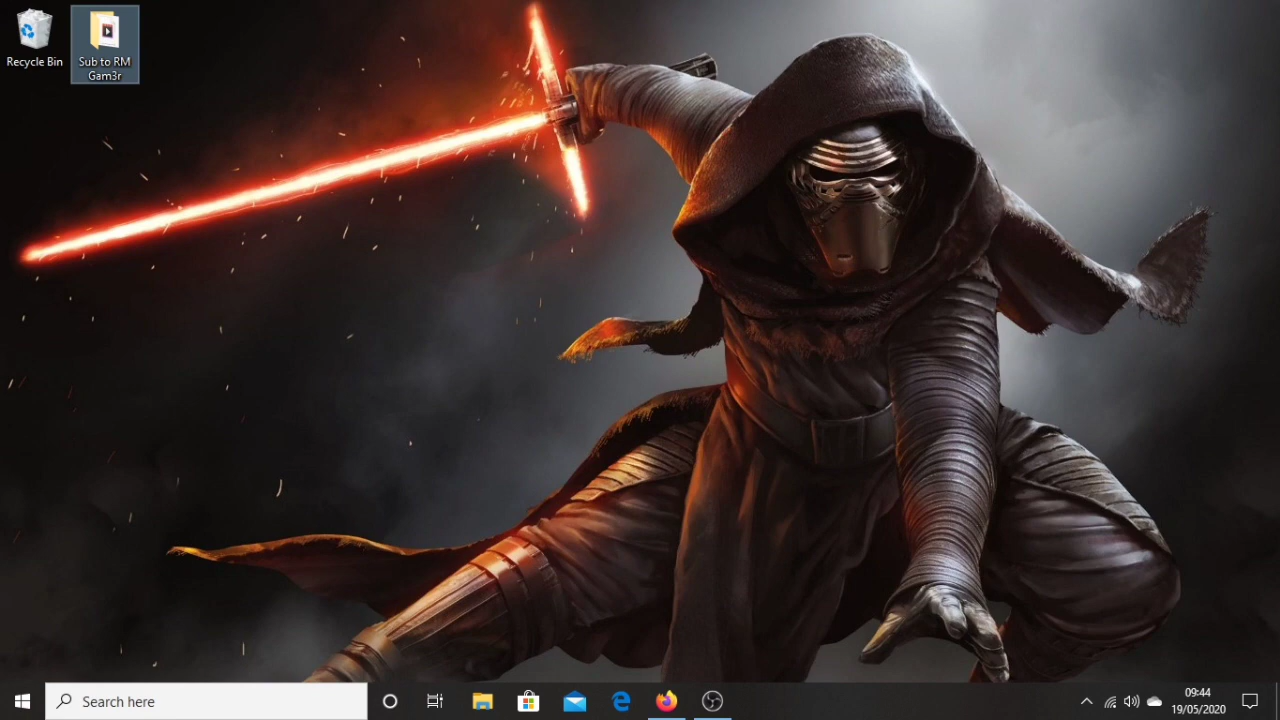 Recycle Bin
Sub to RM
Gam3r
Search here
09:44
19/05/2020